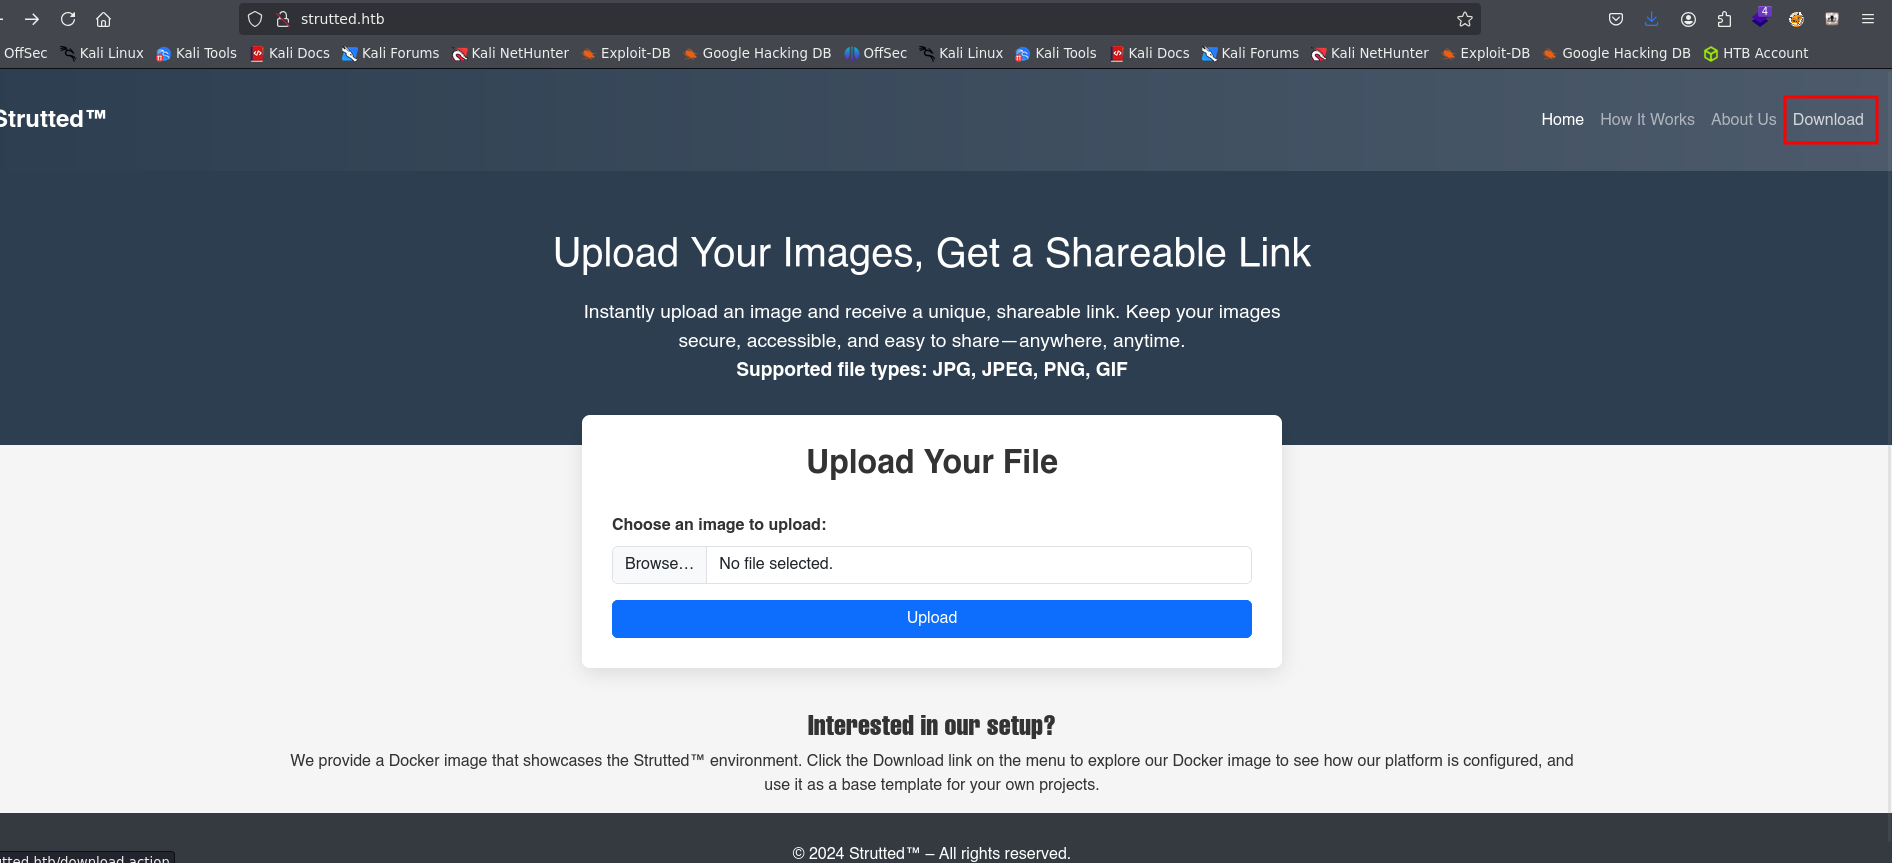 strutted.htb
4
OffSec Kali Linux Kali Tools Kali Docs Kali Forums Kali NetHunter Exploit-DB Google Hacking DB OffSec Kali Linux Kali Tools Kali Docs Kali Forums Kali NetHunter Exploit-DB Google Hacking DB HTB Account
Strutted™
Home How It Works About Us Download
Upload Your Images, Get a Shareable Link
Instantly upload an image and receive a unique, shareable link. Keep your images
secure, accessible, and easy to share—anywhere, anytime.
Supported file types: JPG, JPEG, PNG, GIF
Upload Your File
Choose an image to upload:
Browse... No file selected.
Upload
Interested in our setup?
We provide a Docker image that showcases the Strutted™ environment. Click the Download link on the menu to explore our Docker image to see how our platform is configured, and
use it as a base template for your own projects.
© 2024 Strutted™ – All rights reserved.
utted.htb/download.action